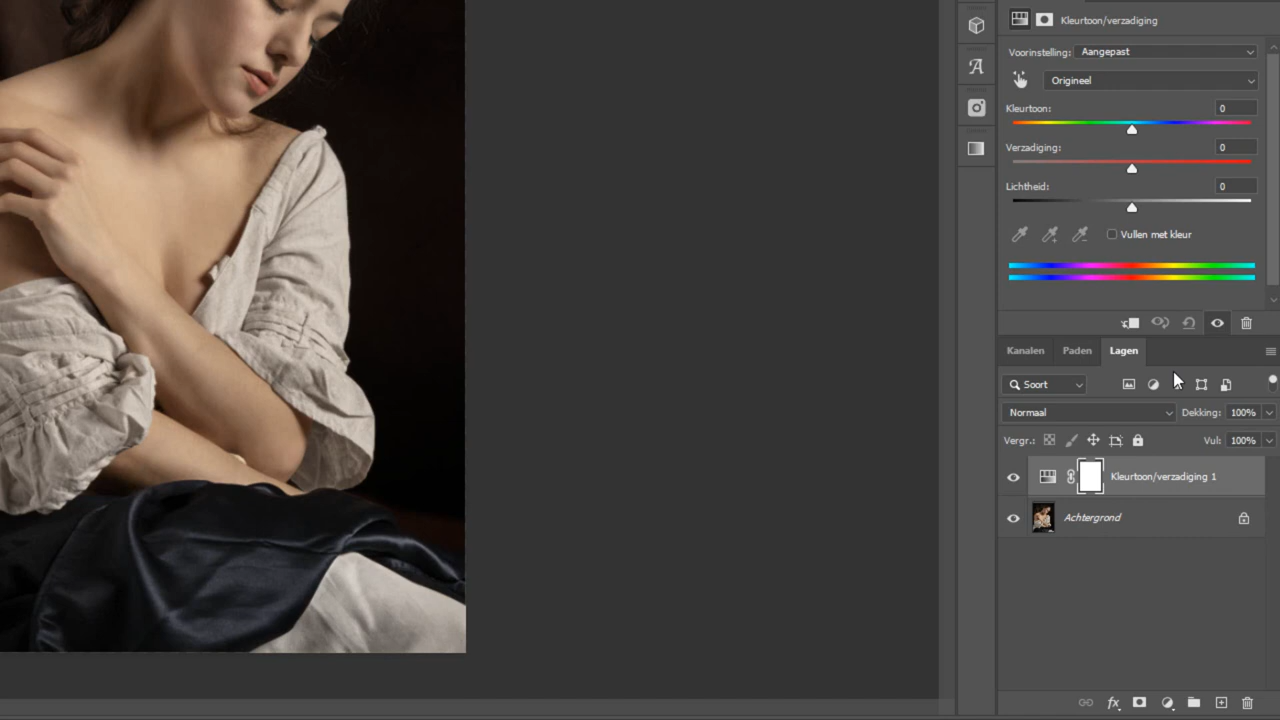 Kleurtoon/verzadiging
Voorinstelling: Aangepast
Origineel
Kleurtoon: 0
Verzadiging: 0
Lichtheid: 0
Vullen met kleur
Kanalen Paden Lagen
Soort
Normaal Dekking: 100%
Vergr.: Vul: 100%
Kleurtoon/verzadiging 1
Achtergrond
fx